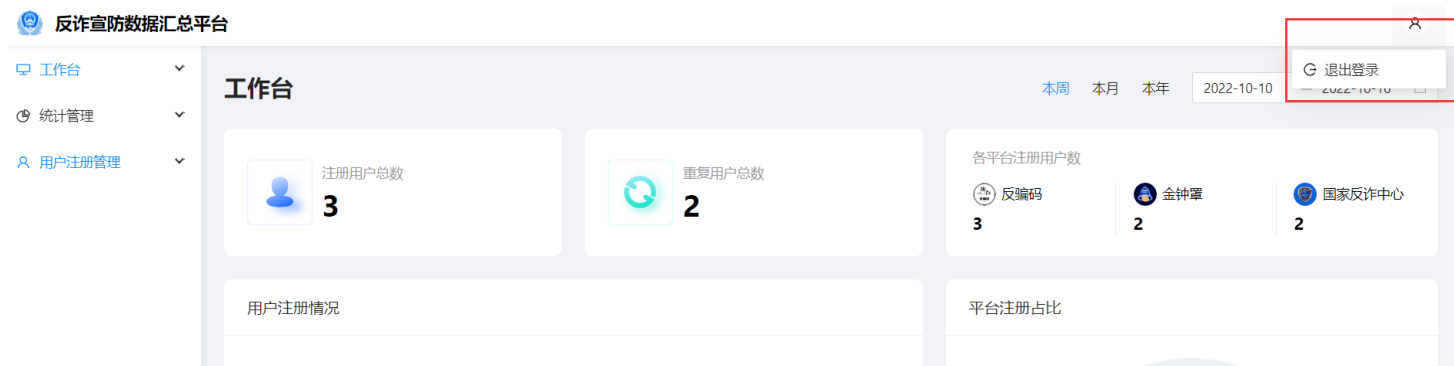 反诈宣防数据汇总平台
工作台
统计管理
用户注册管理
退出登录
工作台
本周 本月 本年 2022-10-10 2022-10-16
注册用户总数
3
重复用户总数
2
各平台注册用户数
反骗码 金钟罩 国家反诈中心
3 2 2
用户注册情况
平台注册占比